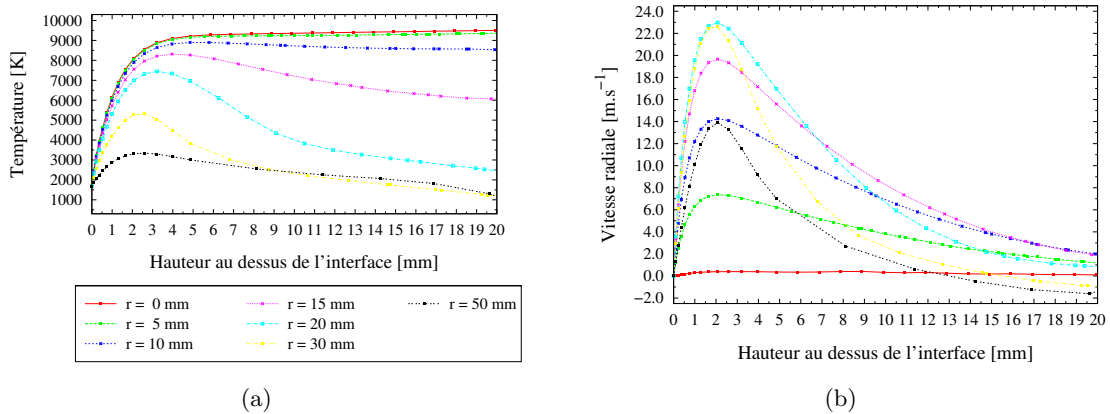 10000
9000
8000
7000
6000
5000
4000
3000
2000
1000
Température [K]
0 1 2 3 4 5 6 7 8 9 10 11 12 13 14 15 16 17 18 19 20
Hauteur au dessus de l'interface [mm]
r = 0 mm
r = 5 mm
r = 10 mm
r = 15 mm
r = 20 mm
r = 30 mm
r = 50 mm
(a)
24.0
22.0
20.0
18.0
16.0
14.0
12.0
10.0
8.0
6.0
4.0
2.0
0.0
−2.0
Vitesse radiale [m.s⁻¹]
0 1 2 3 4 5 6 7 8 9 10 11 12 13 14 15 16 17 18 19 20
Hauteur au dessus de l'interface [mm]
(b)